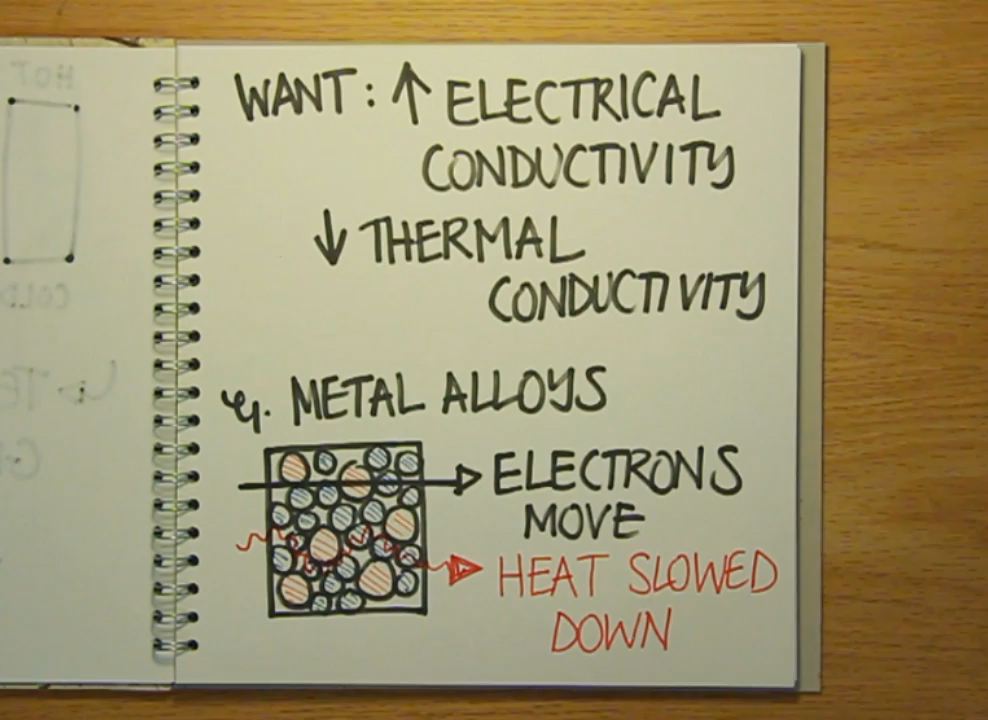 WANT: ↑ ELECTRICAL
CONDUCTIVITY
↓ THERMAL
CONDUCTIVITY
eg. METAL ALLOYS
ELECTRONS
MOVE
HEAT SLOWED
DOWN